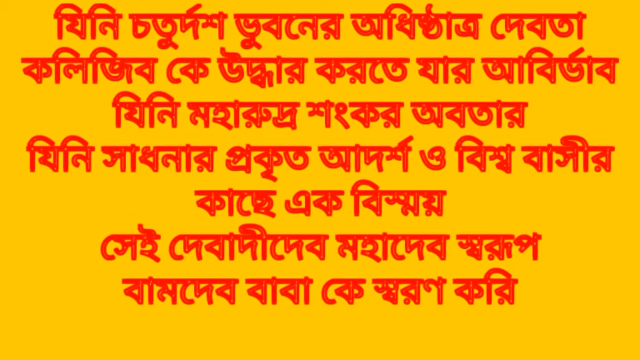 যিনি চতুর্দশ ভুবনের অধিষ্ঠাত্র দেবতা
কলিজিব কে উদ্ধার করতে যার আবির্ভাব
যিনি মহারুদ্র শংকর অবতার
যিনি সাধনার প্রকৃত আদর্শ ও বিশ্ব বাসীর
কাছে এক বিস্ময়
সেই দেবাদীদেব মহাদেব স্বরূপ
বামদেব বাবা কে স্বরণ করি